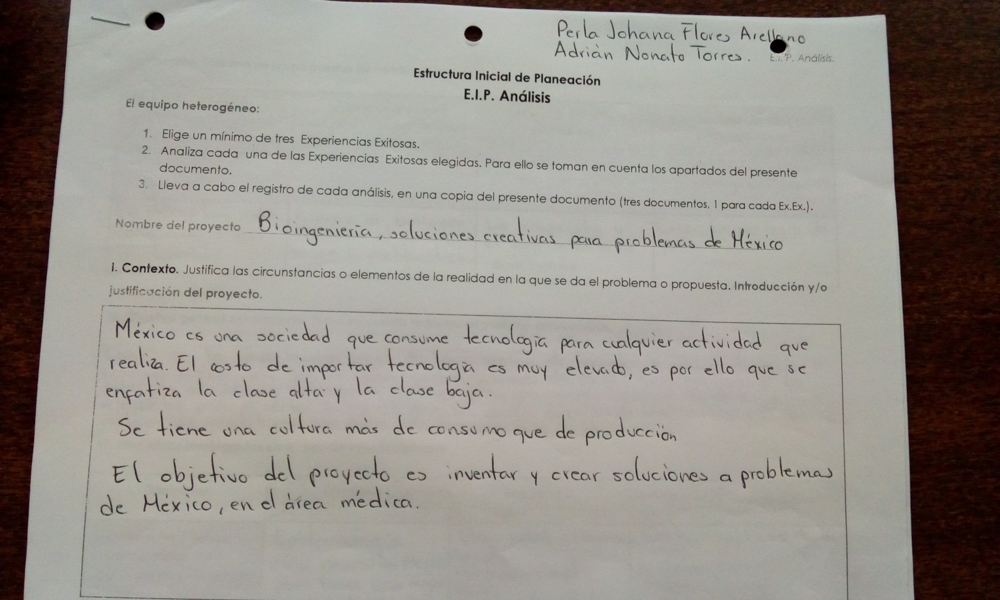 Perla Johana Flores Arellano
Adrián Nonato Torres.
E.I.P. Análisis.
Estructura Inicial de Planeación
E.I.P. Análisis
El equipo heterogéneo:
1. Elige un mínimo de tres Experiencias Exitosas.
2. Analiza cada una de las Experiencias Exitosas elegidas. Para ello se toman en cuenta los apartados del presente
documento.
3. Lleva a cabo el registro de cada análisis, en una copia del presente documento (tres documentos, 1 para cada Ex.Ex.).
Nombre del proyecto Bioingeniería, soluciones creativas para problemas de México
I. Contexto. Justifica las circunstancias o elementos de la realidad en la que se da el problema o propuesta. Introducción y/o
justificación del proyecto.
México es una sociedad que consume tecnología para cualquier actividad que
realiza. El costo de importar tecnología es muy elevado, es por ello que se
enfatiza la clase alta y la clase baja.
Se tiene una cultura más de consumo que de producción
El objetivo del proyecto es inventar y crear soluciones a problemas
de México, en el área médica.